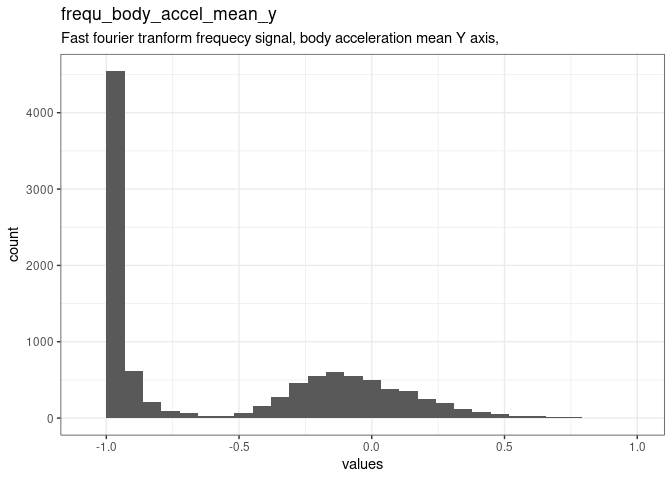 frequ_body_accel_mean_y
Fast fourier tranform frequecy signal, body acceleration mean Y axis,
4000
3000
2000
1000
0
count
-1.0
-0.5
0.0
0.5
1.0
values